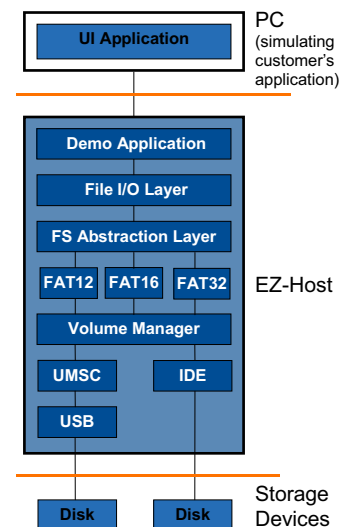 PC
UI Application
(simulating
customer's
application)
Demo Application
File I/O Layer
FS Abstraction Layer
FAT12 FAT16 FAT32
EZ-Host
Volume Manager
UMSC IDE
USB
Storage
Devices
Disk Disk